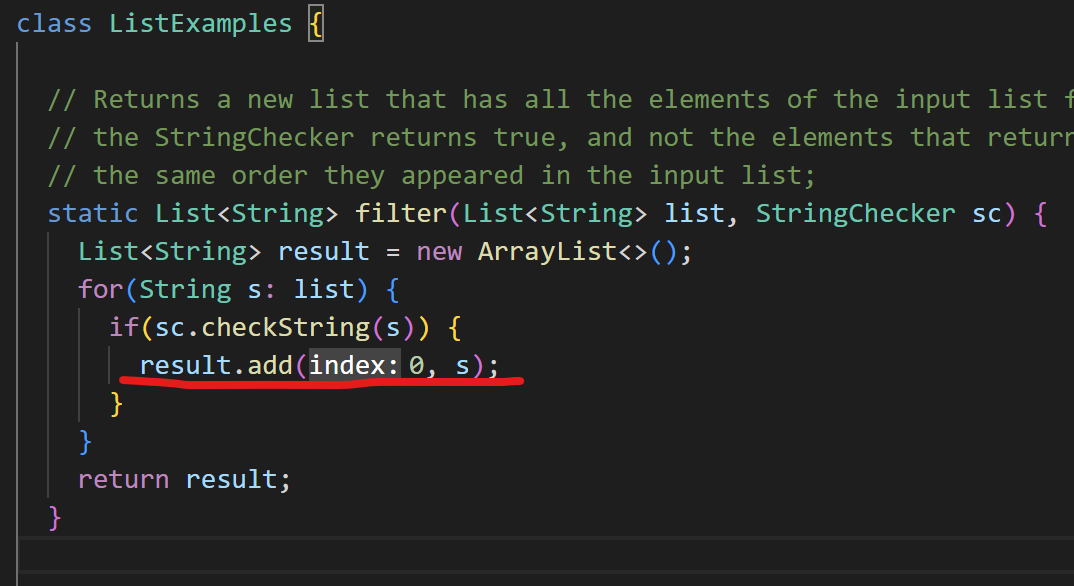 class ListExamples {
// Returns a new list that has all the elements of the input list f
// the StringChecker returns true, and not the elements that return
// the same order they appeared in the input list;
static List<String> filter(List<String> list, StringChecker sc) {
List<String> result = new ArrayList<>();
for(String s: list) {
if(sc.checkString(s)) {
result.add(index: 0, s);
}
}
return result;
}